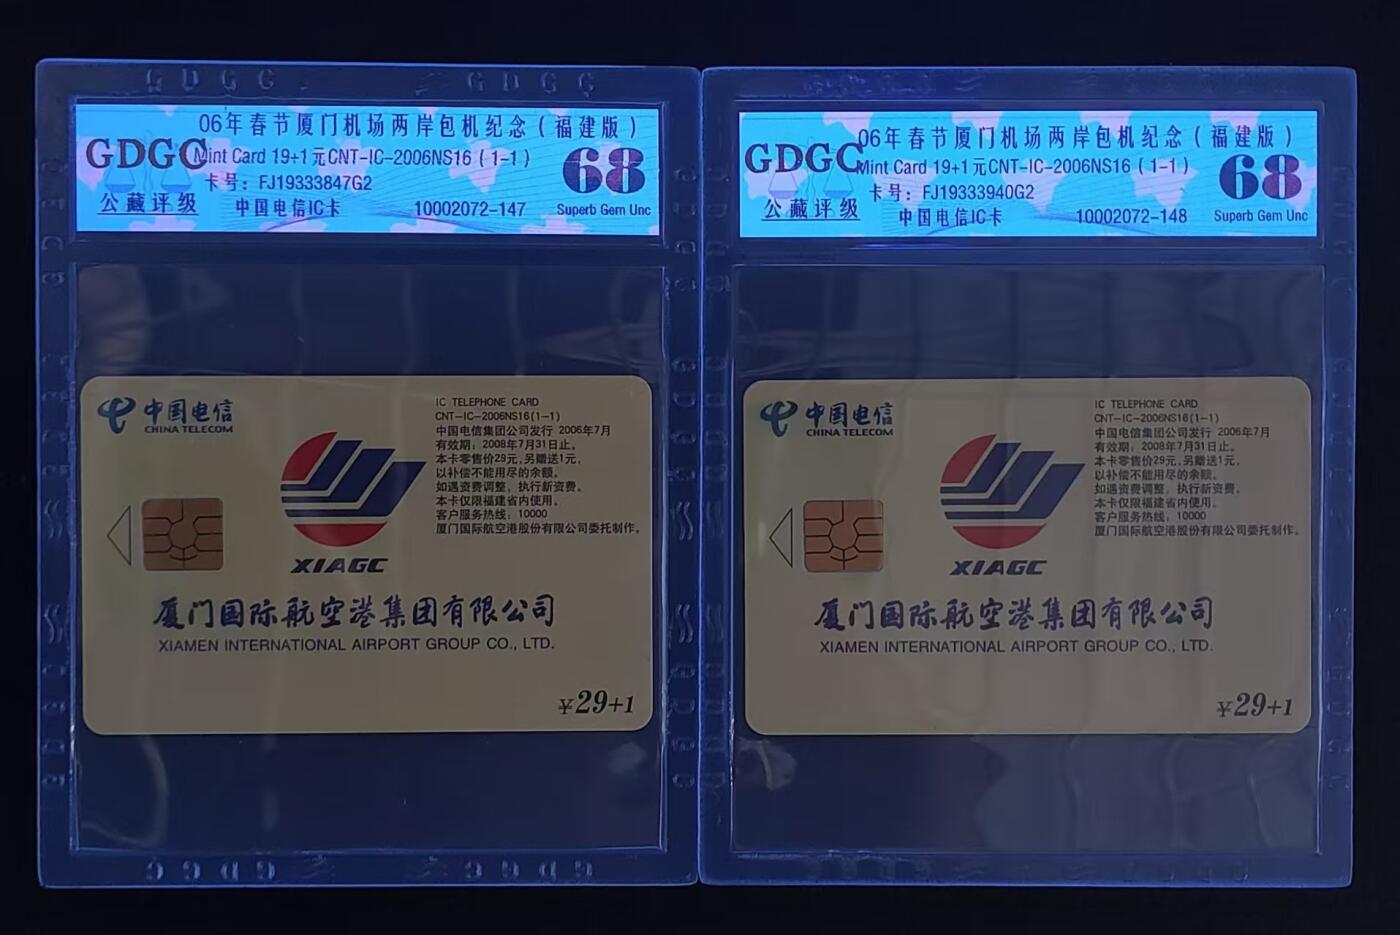 GDGC
GDGC
06年春节厦门机场两岸包机纪念（福建版）
GDGC
Mint Card 19+1元CNT-IC-2006NS16（1-1）
68
卡号：FJ19333847G2
公藏评级
中国电信IC卡
10002072-147
Superb Gem Unc
中国电信
CHINA TELECOM
IC TELEPHONE CARD
CNT-IC-2006NS16(1-1)
中国电信集团公司发行 2006年7月
有效期：2008年7月31日止。
本卡零售价29元,另赠送1元,
以补偿不能用尽的余额。
如遇资费调整，执行新资费。
本卡仅限福建省内使用。
客户服务热线：10000
厦门国际航空港股份有限公司委托制作。
XIAGC
厦门国际航空港集团有限公司
XIAMEN INTERNATIONAL AIRPORT GROUP CO., LTD.
¥29+1
06年春节厦门机场两岸包机纪念（福建版）
GDGC
Mint Card 19+1元CNT-IC-2006NS16（1-1）
68
卡号：FJ19333940G2
公藏评级
中国电信IC卡
10002072-148
Superb Gem Unc
中国电信
CHINA TELECOM
IC TELEPHONE CARD
CNT-IC-2006NS16(1-1)
中国电信集团公司发行 2006年7月
有效期：2008年7月31日止。
本卡零售价29元,另赠送1元,
以补偿不能用尽的余额。
如遇资费调整，执行新资费。
本卡仅限福建省内使用。
客户服务热线：10000
厦门国际航空港股份有限公司委托制作。
XIAGC
厦门国际航空港集团有限公司
XIAMEN INTERNATIONAL AIRPORT GROUP CO., LTD.
¥29+1